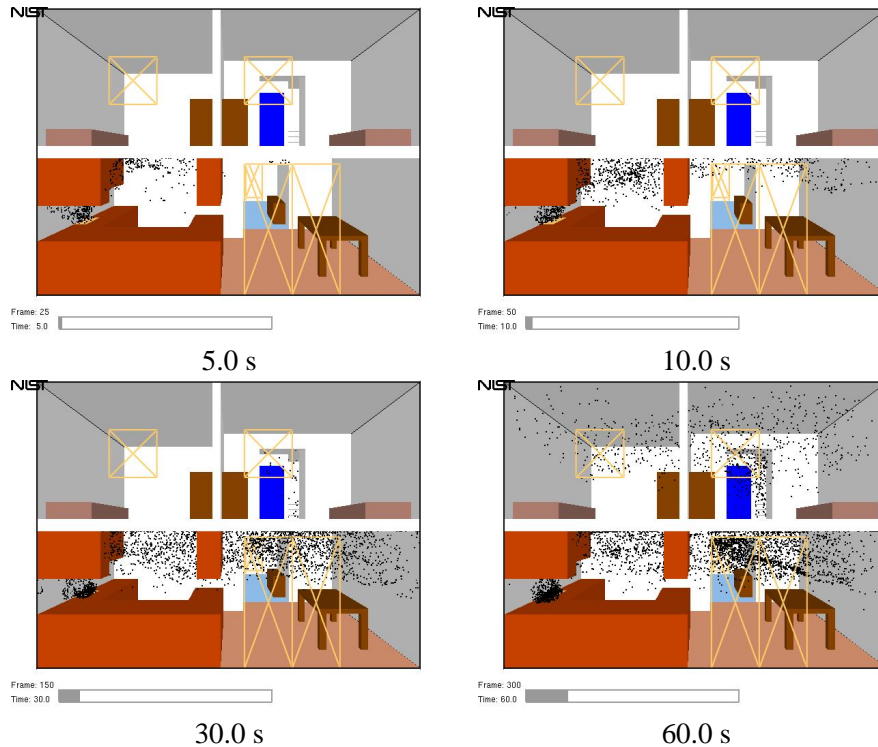 NIST
NIST
Frame: 25
Time: 5.0
Frame: 50
Time: 10.0
5.0 s
10.0 s
NIST
NIST
Frame: 150
Time: 30.0
Frame: 300
Time: 60.0
30.0 s
60.0 s